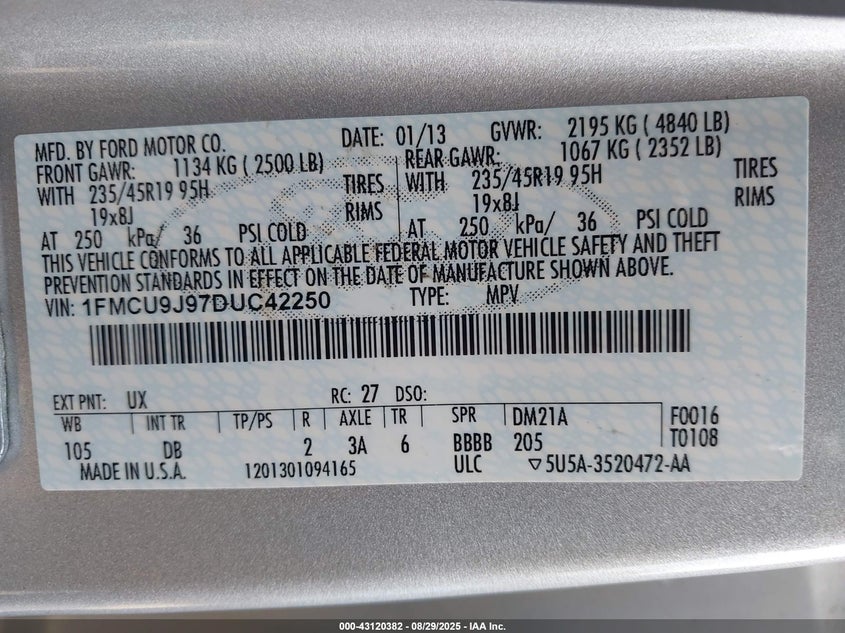 MFD. BY FORD MOTOR CO. DATE: 01/13 GVWR: 2195 KG ( 4840 LB)
FRONT GAWR: 1134 KG ( 2500 LB) REAR GAWR: 1067 KG ( 2352 LB)
WITH 235/45R19 95H TIRES WITH 235/45R19 95H TIRES
19x8J RIMS 19x8J RIMS
AT 250 kPa/ 36 PSI COLD AT 250 kPa/ 36 PSI COLD
THIS VEHICLE CONFORMS TO ALL APPLICABLE FEDERAL MOTOR VEHICLE SAFETY AND THEFT
PREVENTION STANDARDS IN EFFECT ON THE DATE OF MANUFACTURE SHOWN ABOVE.
VIN: 1FMCU9J97DUC42250 TYPE: MPV
EXT PNT: UX RC: 27 DSO:
WB INT TR TP/PS R AXLE TR SPR DM21A F0016
105 DB 2 3A 6 BBBB 205 T0108
MADE IN U.S.A. 1201301094165 ULC ▽5U5A-3520472-AA
000-43120382 - 08/29/2025 - IAA Inc.